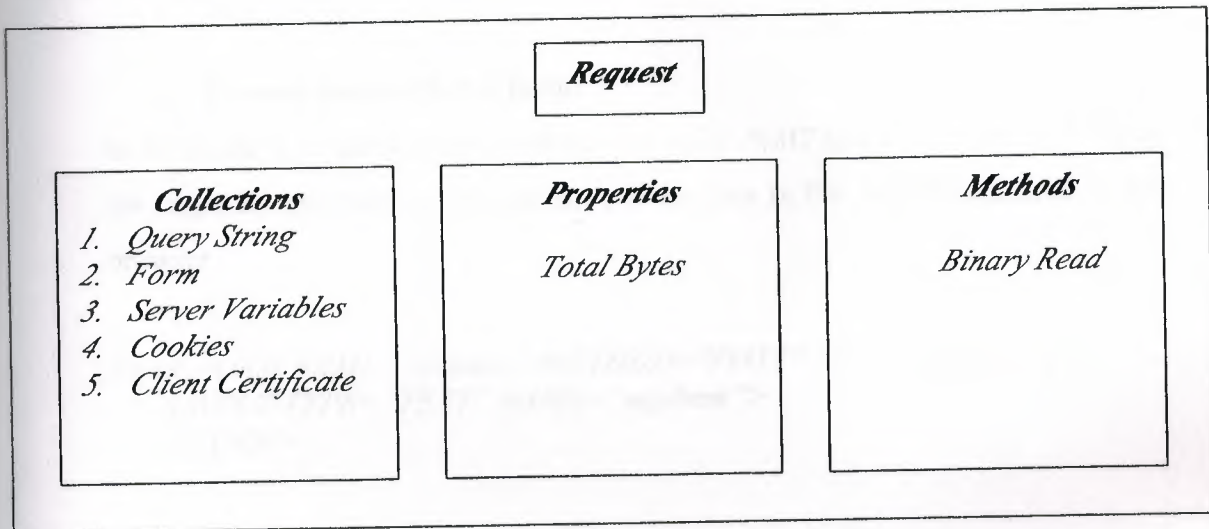 Request
Collections
1. Query String
2. Form
3. Server Variables
4. Cookies
5. Client Certificate
Properties
Total Bytes
Methods
Binary Read